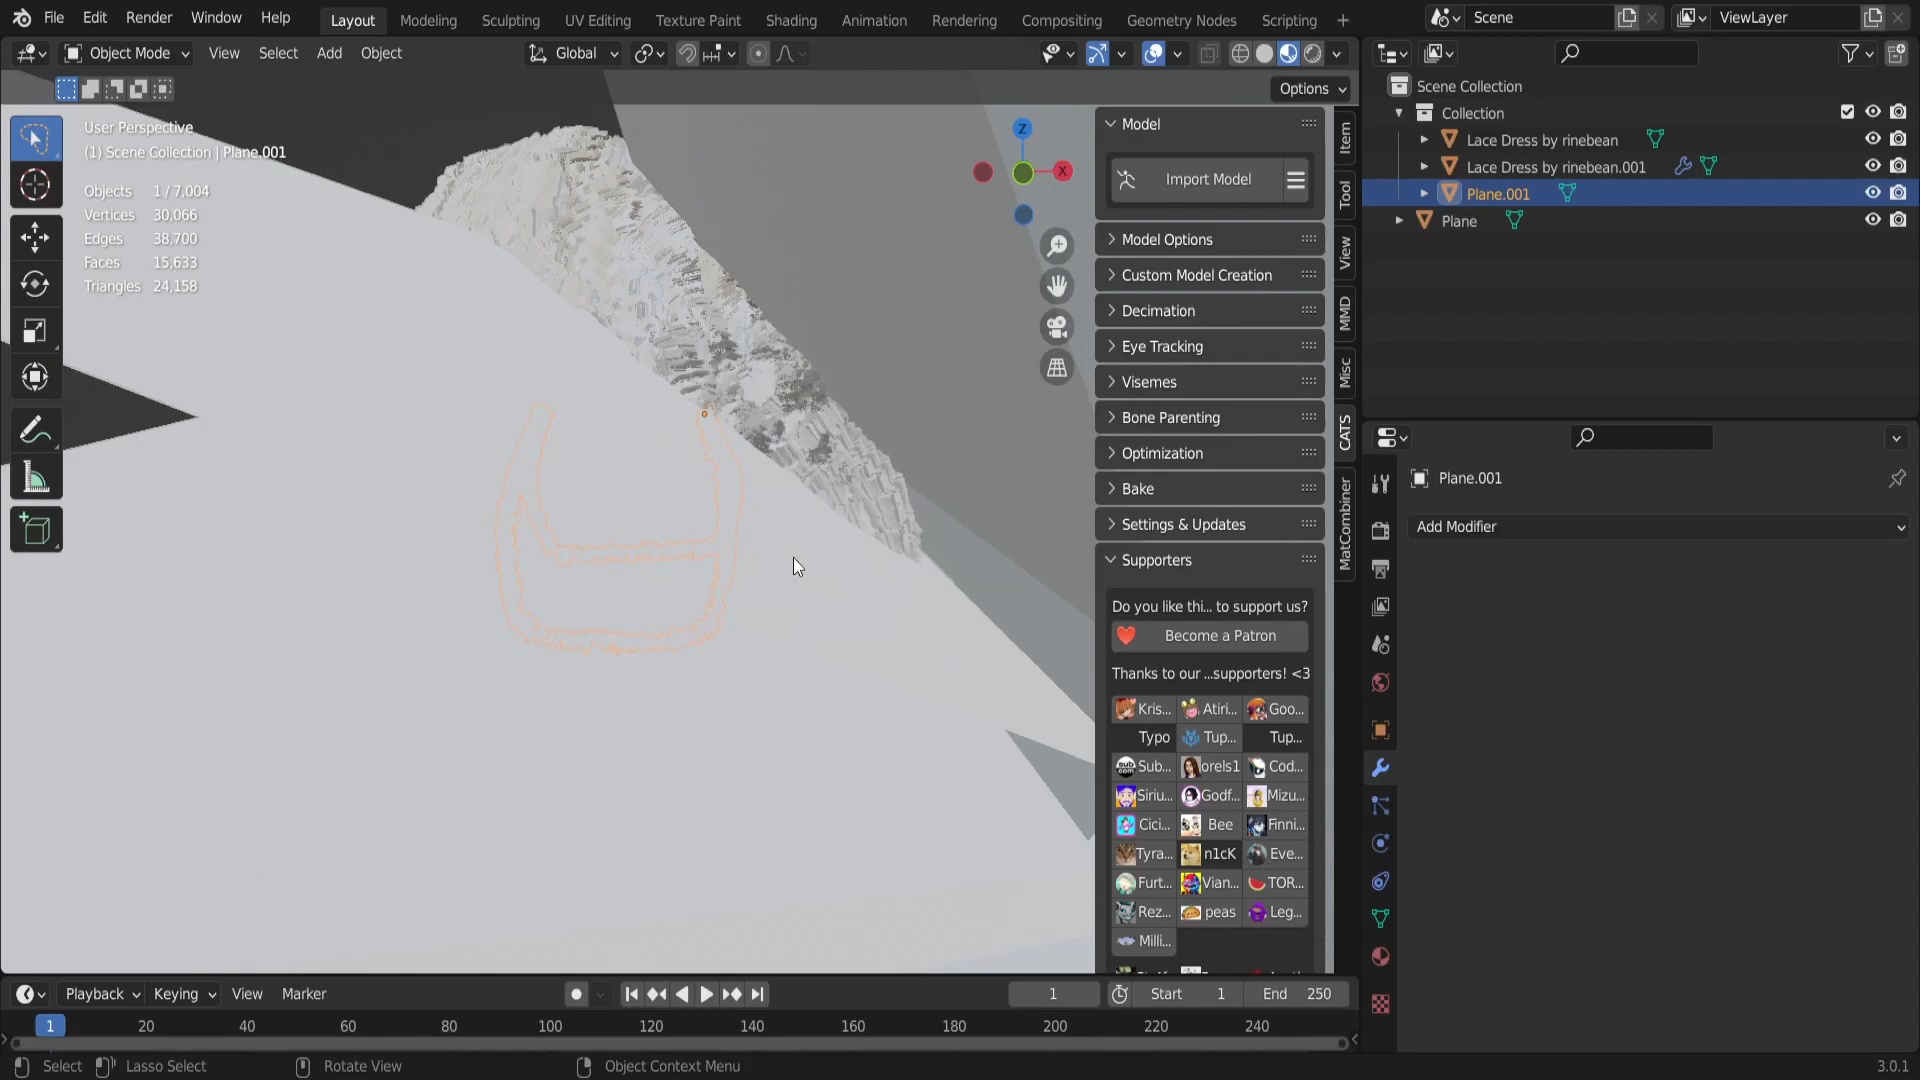 File Edit Render Window Help
Layout Modeling Sculpting UV Editing Texture Paint Shading Animation Rendering Compositing Geometry Nodes Scripting
Scene
ViewLayer
Object Mode View Select Add Object
Global
Options
User Perspective
(1) Scene Collection | Plane.001
Objects 1 / 7,004
Vertices 30,066
Edges 38,700
Faces 15,633
Triangles 24,158
Z
X
Model
Import Model
Model Options
Custom Model Creation
Decimation
Eye Tracking
Visemes
Bone Parenting
Optimization
Bake
Settings & Updates
Supporters
Do you like thi... to support us?
Become a Patron
Thanks to our ...supporters! <3
Kris... Atiri... Goo...
Typo Tup... Tup...
Sub... orels1 Cod...
Siriu... Godf... Mizu...
Cici... Bee Finni...
Tyra... n1cK Eve...
Furt... Vian... TOR...
Rez... peas Leg...
Milli...
Item
Tool
View
MMD
Misc
CATS
MatCombiner
Scene Collection
Collection
Lace Dress by rinebean
Lace Dress by rinebean.001
Plane.001
Plane
Plane.001
Add Modifier
Playback Keying View Marker
1
Start 1
End 250
1 20 40 60 80 100 120 140 160 180 200 220 240
Select Lasso Select Rotate View Object Context Menu
3.0.1